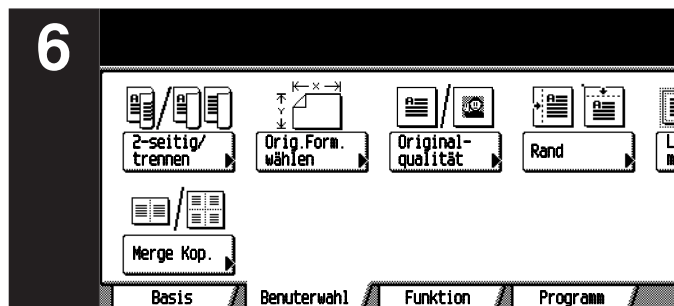 6
X
Y
2-seitig/
trennen
Orig.Form.
wählen
Original-
qualität
Rand
L
m
Merge Kop.
Basis
Benuterwahl
Funktion
Programm